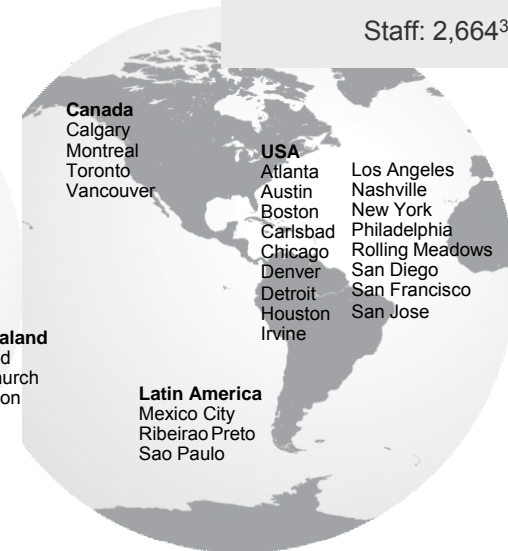 Staff: 2,664³
Canada
Calgary
Montreal
Toronto
Vancouver
USA
Atlanta
Austin
Boston
Carlsbad
Chicago
Denver
Detroit
Houston
Irvine
Los Angeles
Nashville
New York
Philadelphia
Rolling Meadows
San Diego
San Francisco
San Jose
aland
d
urch
on
Latin America
Mexico City
Ribeirao Preto
Sao Paulo